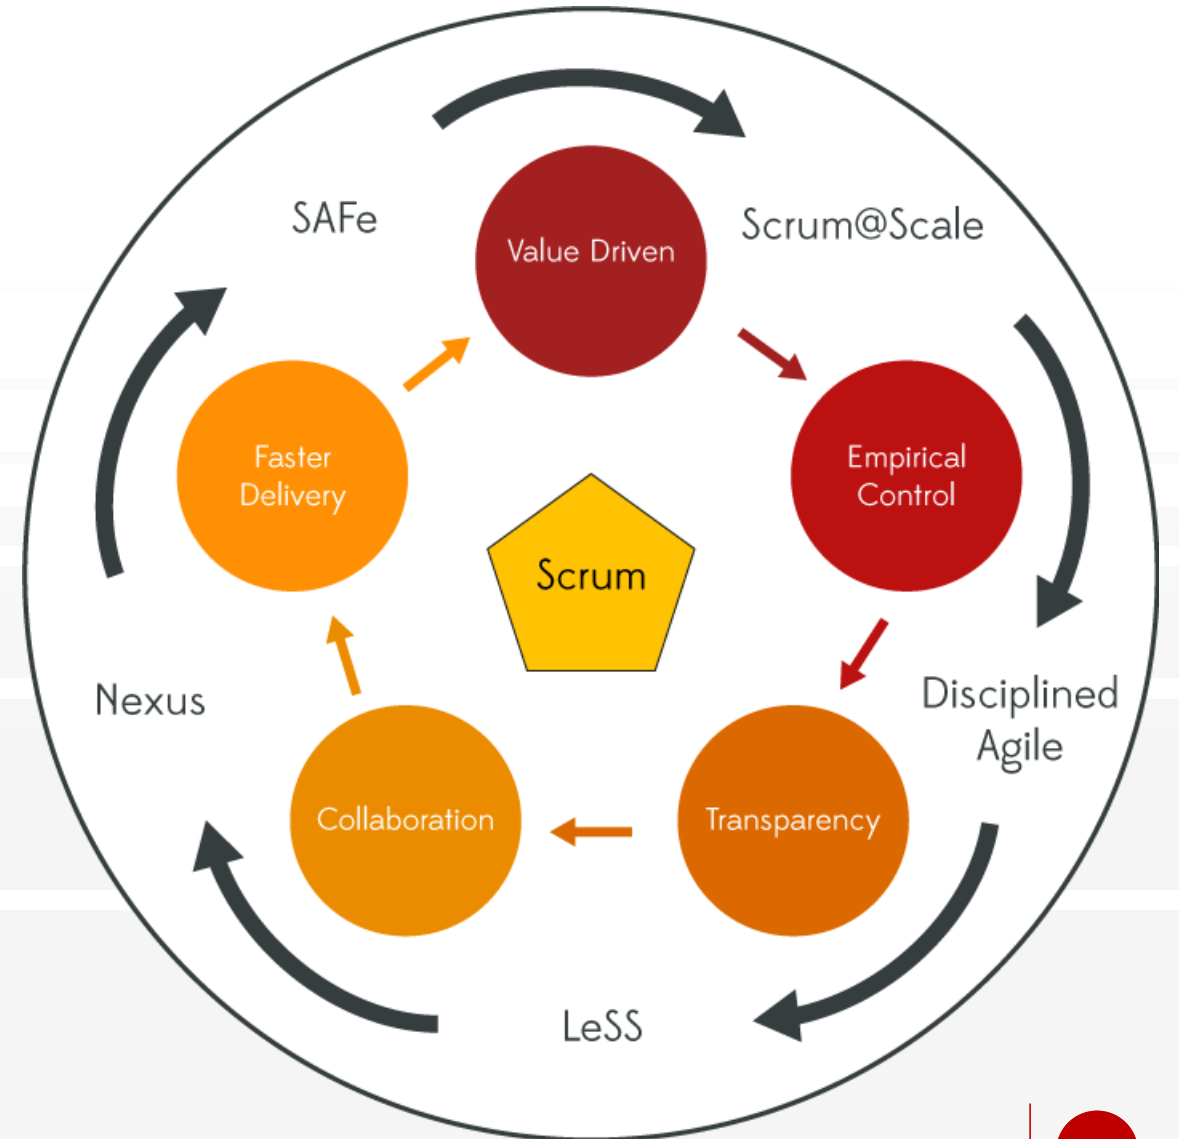 SAFe
Scrum@Scale
Value Driven
Faster
Delivery
Empirical
Control
Scrum
Nexus
Disciplined
Agile
Collaboration
Transparency
LeSS